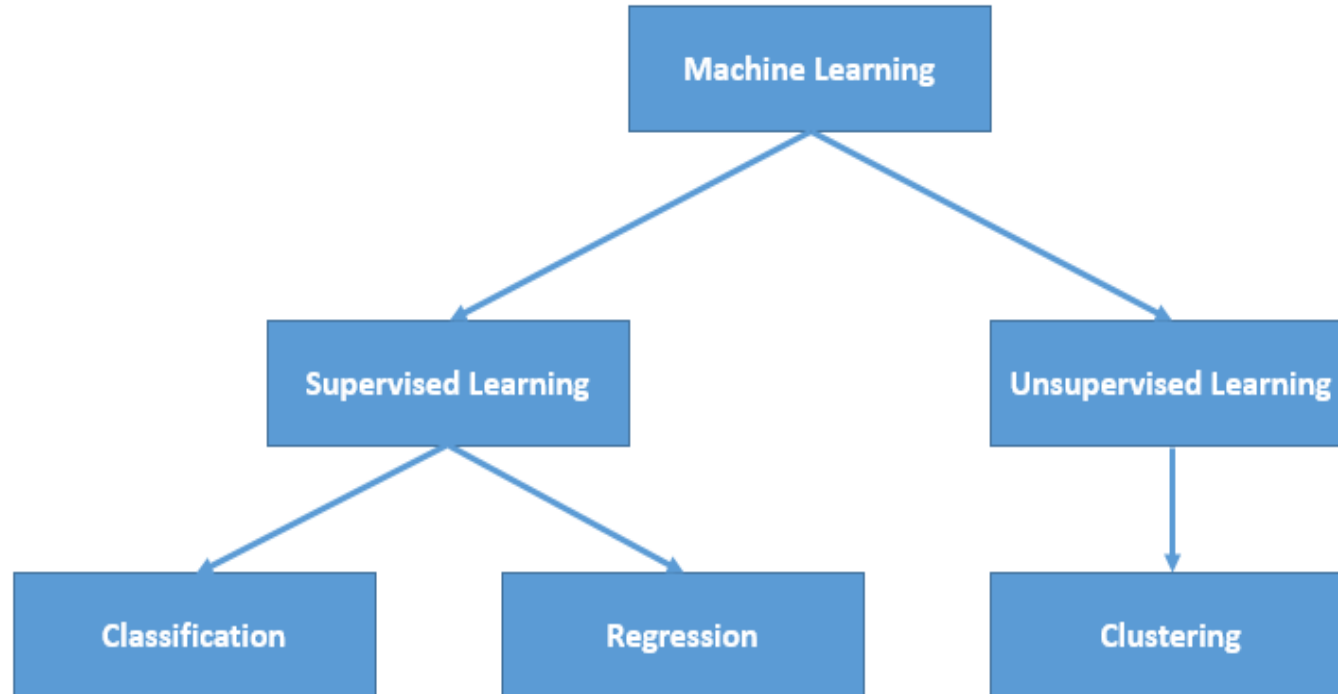 Machine Learning
Supervised Learning
Unsupervised Learning
Classification
Regression
Clustering